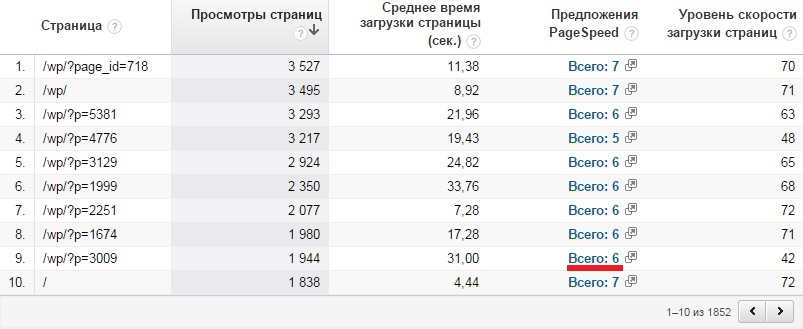 Страница Просмотры страниц Среднее время загрузки страницы (сек.) Предложения PageSpeed Уровень скорости загрузки страниц
1. /wp/?page_id=718 3 527 11,38 Всего: 7 70
2. /wp/ 3 495 8,92 Всего: 7 71
3. /wp/?p=5381 3 293 21,96 Всего: 6 63
4. /wp/?p=4776 3 217 19,43 Всего: 5 48
5. /wp/?p=3129 2 924 24,82 Всего: 6 65
6. /wp/?p=1999 2 350 33,76 Всего: 6 68
7. /wp/?p=2251 2 077 7,28 Всего: 6 72
8. /wp/?p=1674 1 980 17,28 Всего: 6 71
9. /wp/?p=3009 1 944 31,00 Всего: 6 42
10. / 1 838 4,44 Всего: 7 72
1–10 из 1852